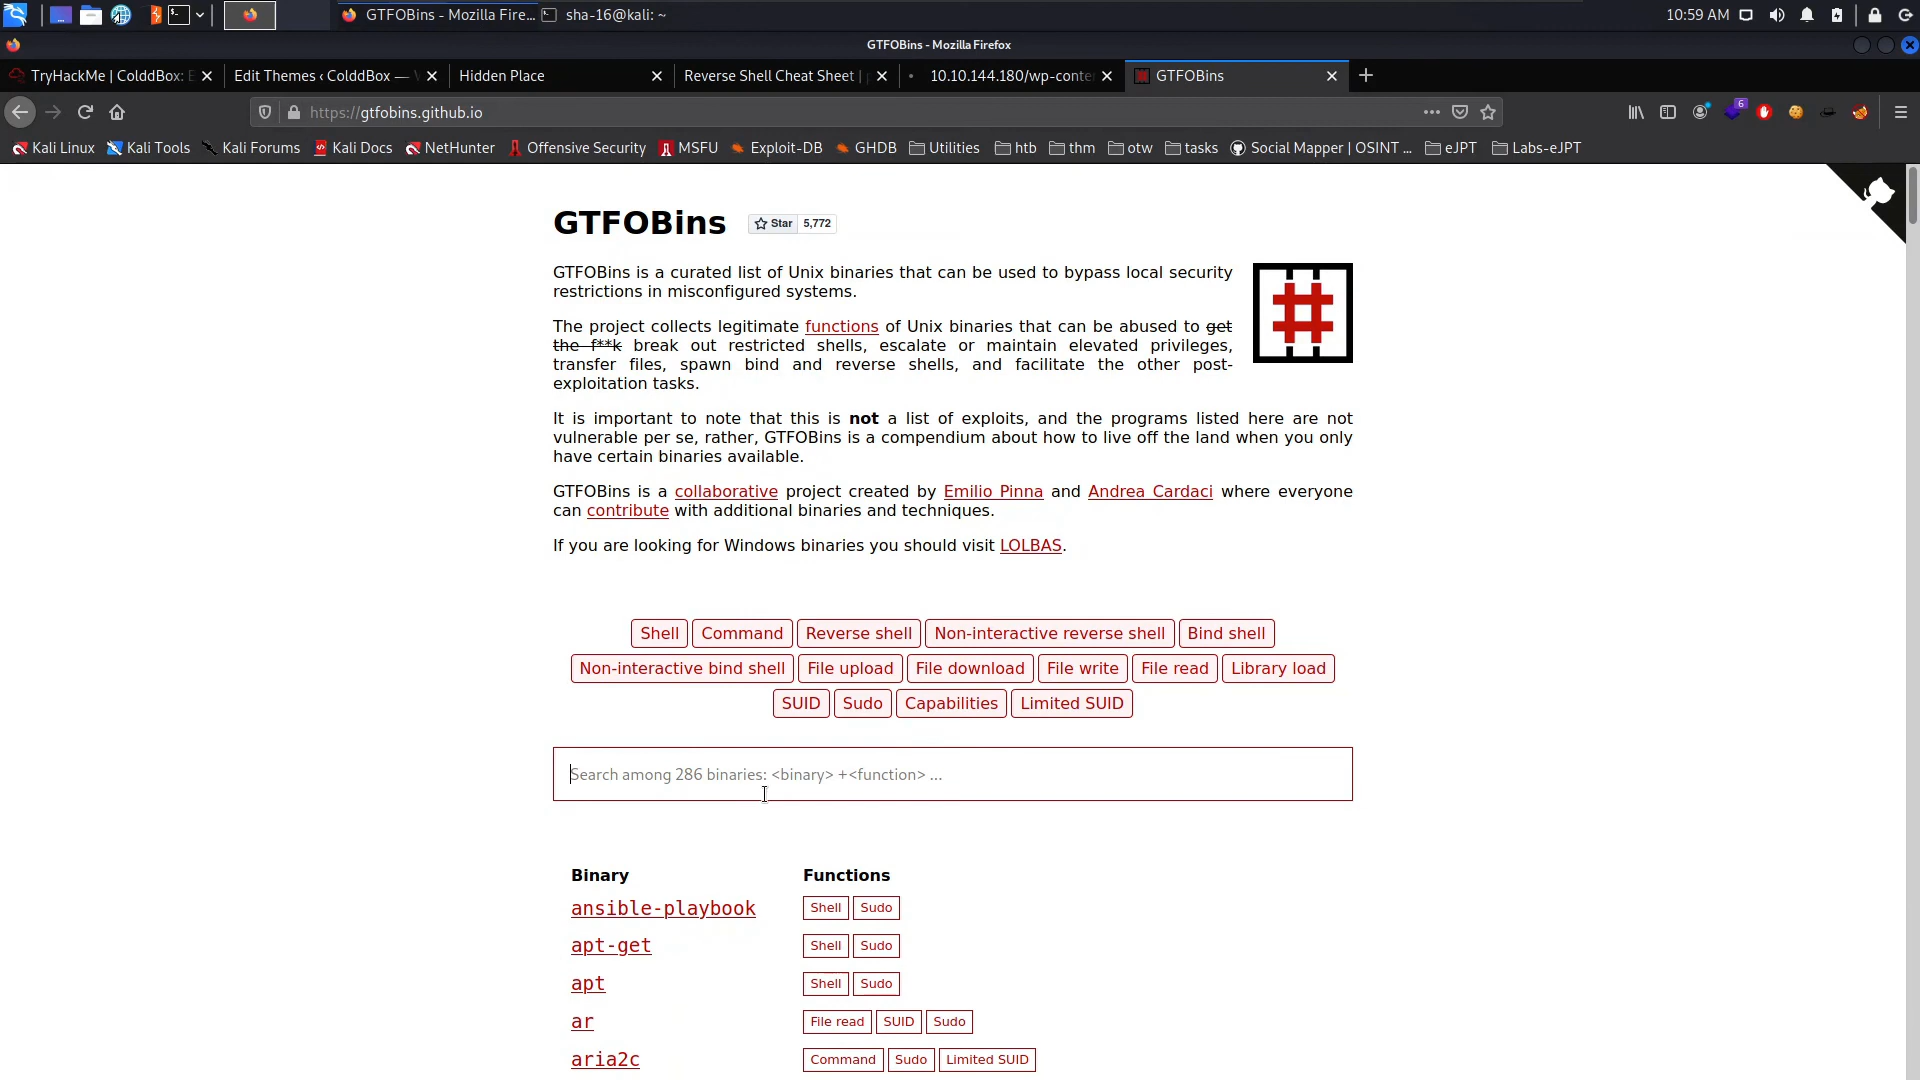 GTFOBins - Mozilla Fire...
sha-16@kali: ~
10:59 AM
GTFOBins - Mozilla Firefox
TryHackMe | ColddBox: E
Edit Themes ‹ ColddBox —
Hidden Place
Reverse Shell Cheat Sheet |
10.10.144.180/wp-conte
GTFOBins
https://gtfobins.github.io
6
Kali Linux
Kali Tools
Kali Forums
Kali Docs
NetHunter
Offensive Security
MSFU
Exploit-DB
GHDB
Utilities
htb
thm
otw
tasks
Social Mapper | OSINT ...
eJPT
Labs-eJPT
GTFOBins
Star 5,772
GTFOBins is a curated list of Unix binaries that can be used to bypass local security
restrictions in misconfigured systems.
The project collects legitimate functions of Unix binaries that can be abused to get
the f**k break out restricted shells, escalate or maintain elevated privileges,
transfer files, spawn bind and reverse shells, and facilitate the other post-
exploitation tasks.
It is important to note that this is not a list of exploits, and the programs listed here are not
vulnerable per se, rather, GTFOBins is a compendium about how to live off the land when you only
have certain binaries available.
GTFOBins is a collaborative project created by Emilio Pinna and Andrea Cardaci where everyone
can contribute with additional binaries and techniques.
If you are looking for Windows binaries you should visit LOLBAS.
Shell Command Reverse shell Non-interactive reverse shell Bind shell
Non-interactive bind shell File upload File download File write File read Library load
SUID Sudo Capabilities Limited SUID
Search among 286 binaries: <binary> +<function> ...
Binary Functions
ansible-playbook Shell Sudo
apt-get Shell Sudo
apt Shell Sudo
ar File read SUID Sudo
aria2c Command Sudo Limited SUID